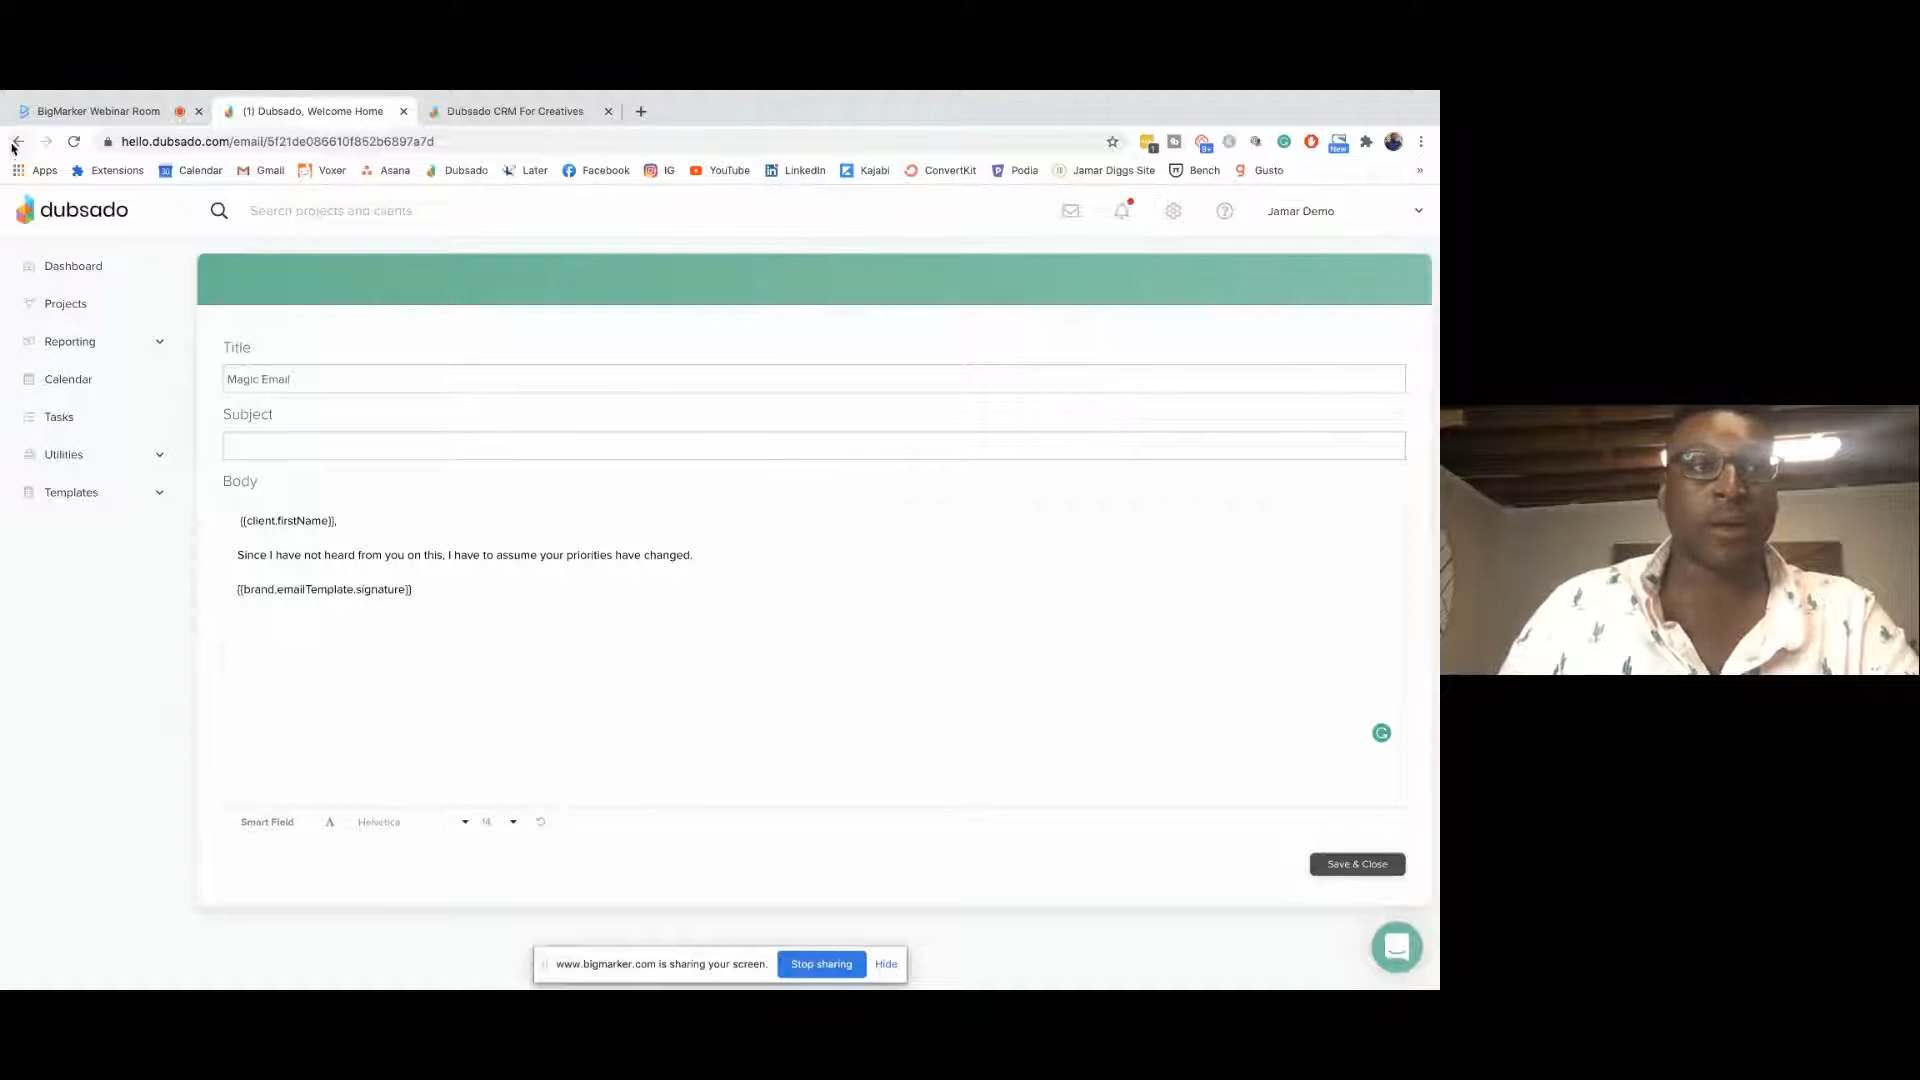 BigMarker Webinar Room
(1) Dubsado, Welcome Home
Dubsado CRM For Creatives
hello.dubsado.com/email/5f21de086610f852b6897a7d
1
9+
New
Apps Extensions Calendar Gmail Voxer Asana Dubsado Later Facebook IG YouTube LinkedIn Kajabi ConvertKit Podia Jamar Diggs Site Bench Gusto »
dubsado
Search projects and clients
Jamar Demo
Dashboard
Projects
Reporting
Calendar
Tasks
Utilities
Templates
Title
Magic Email
Subject
Body
{{client.firstName}},
Since I have not heard from you on this, I have to assume your priorities have changed.
{{brand.emailTemplate.signature}}
Smart Field A Helvetica 14
Save & Close
www.bigmarker.com is sharing your screen. Stop sharing Hide